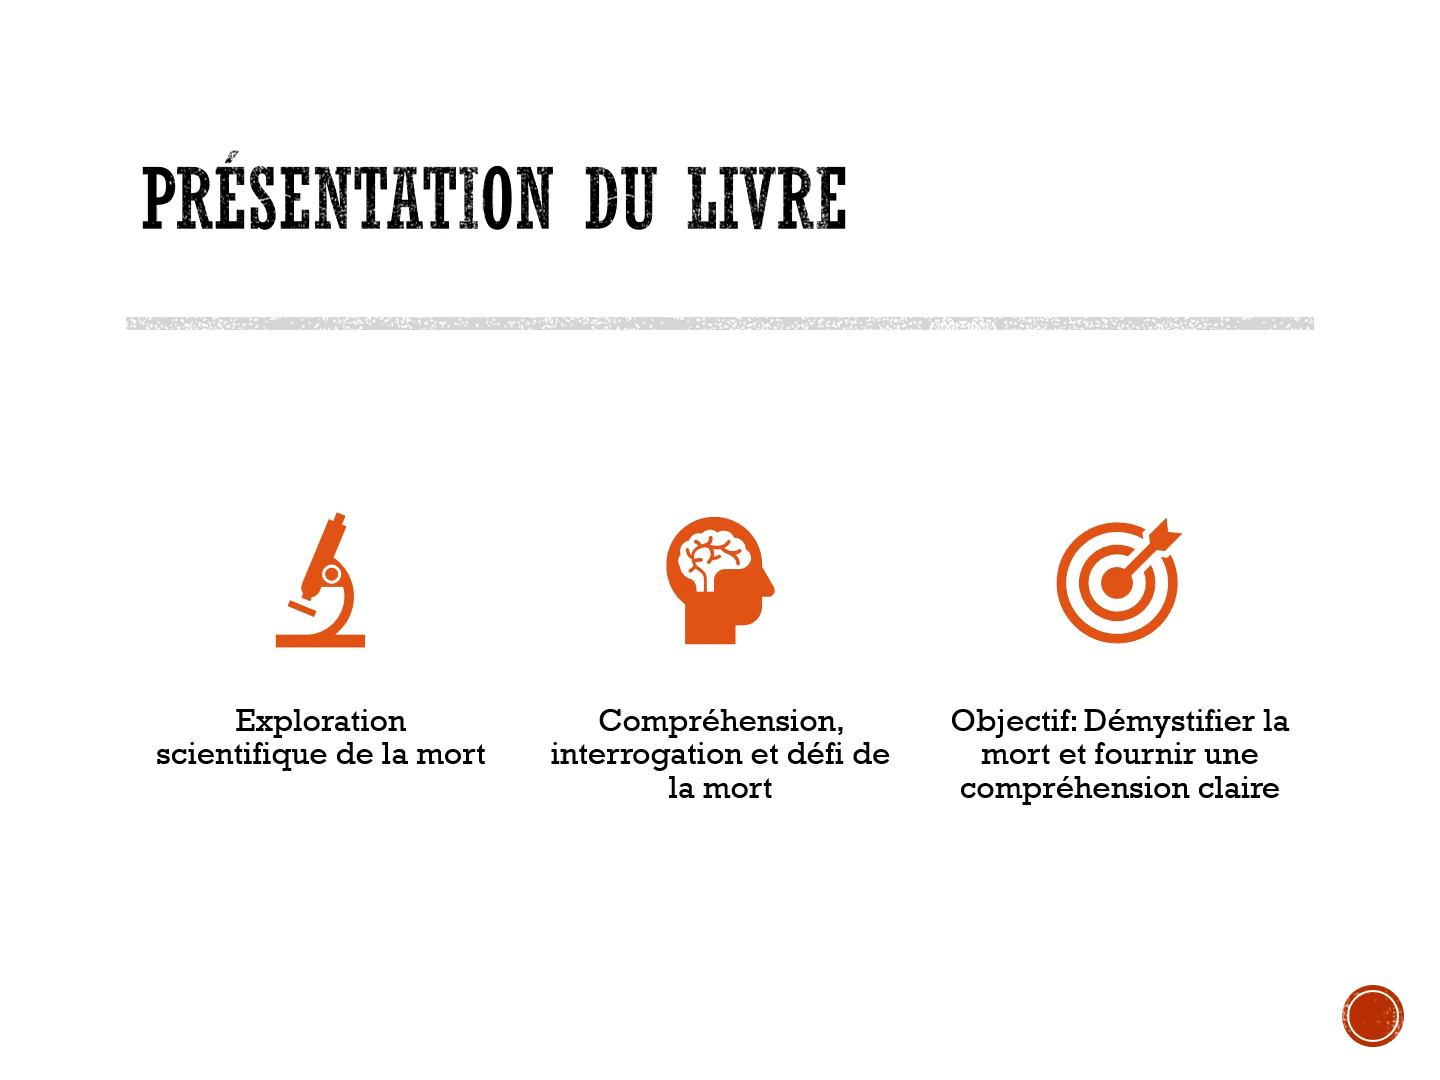 PRÉSENTATION DU LIVRE
Exploration
scientifique de la mort
Compréhension,
interrogation et défi de
la mort
Objectif: Démystifier la
mort et fournir une
compréhension claire